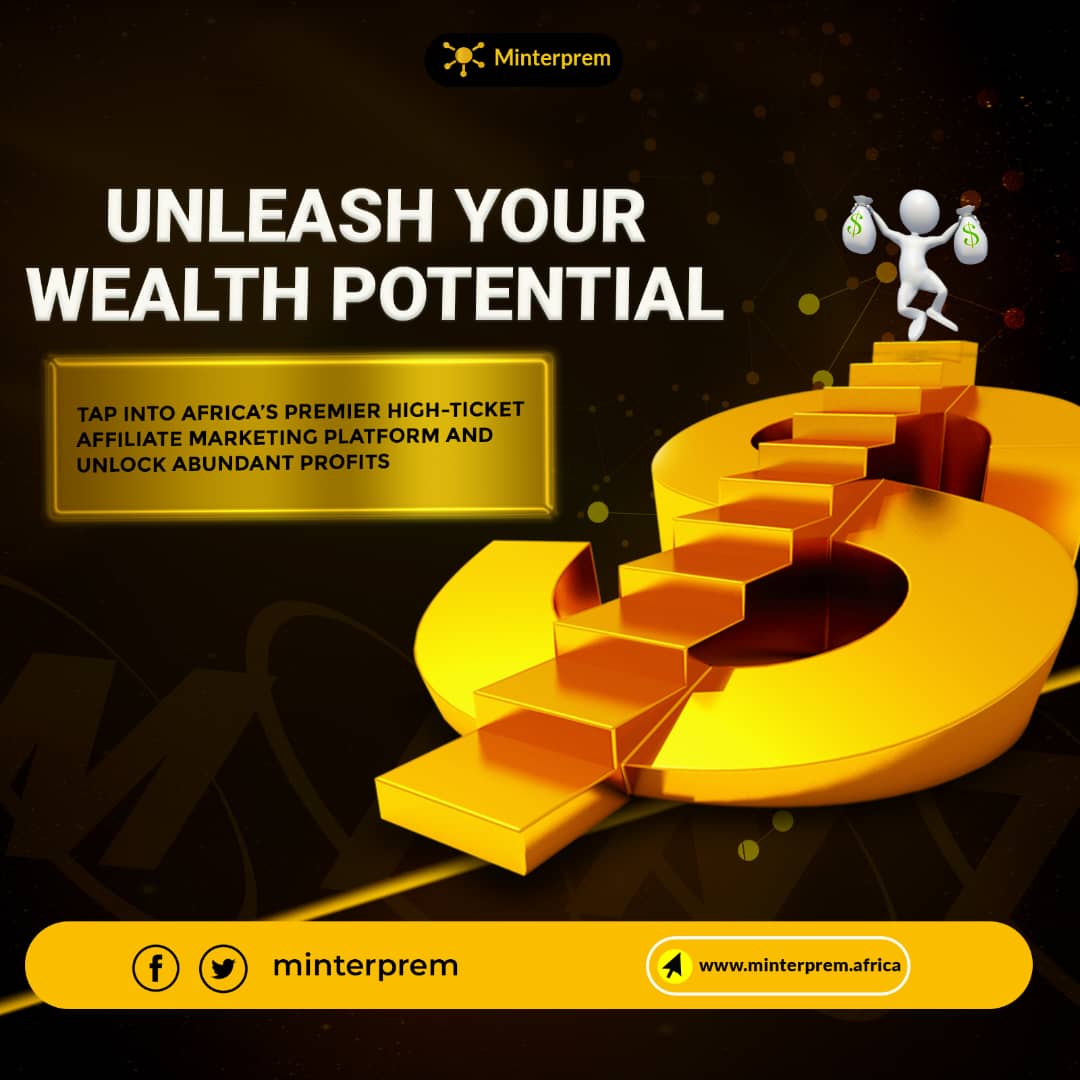 Minterprem
UNLEASH YOUR
WEALTH POTENTIAL
TAP INTO AFRICA'S PREMIER HIGH-TICKET
AFFILIATE MARKETING PLATFORM AND
UNLOCK ABUNDANT PROFITS
$ $
minterprem
www.minterprem.africa